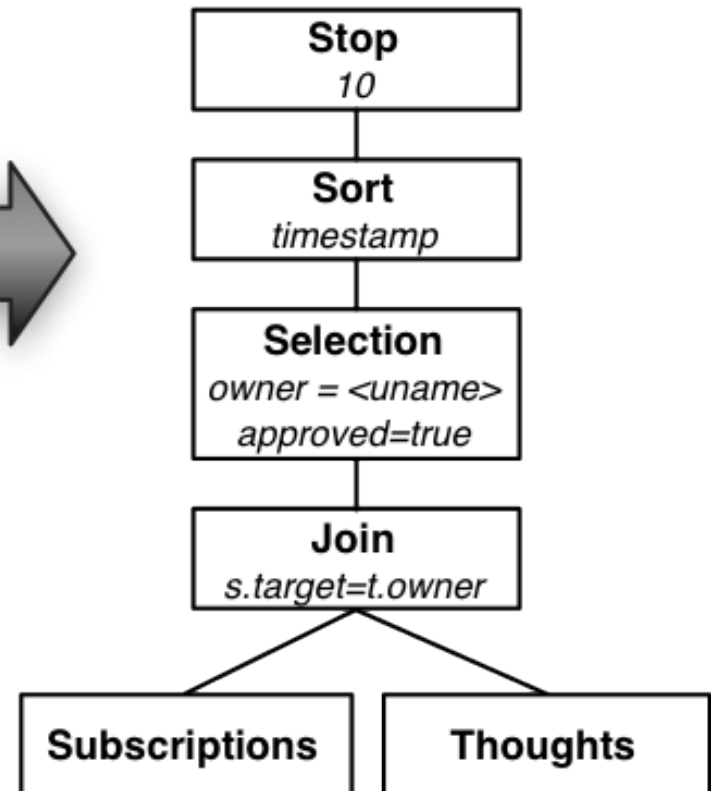 Stop
10
Sort
timestamp
Selection
owner = <uname>
approved=true
Join
s.target=t.owner
Subscriptions
Thoughts